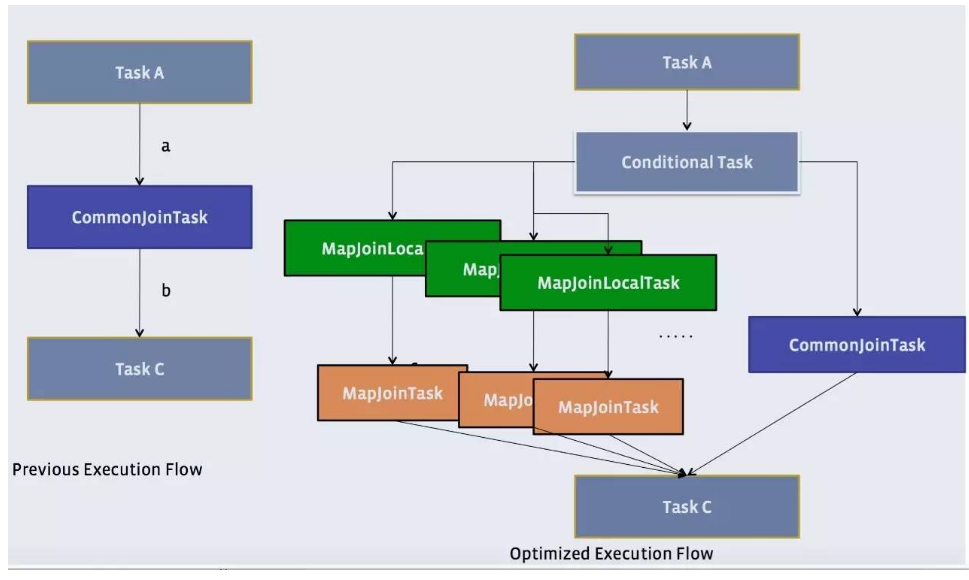 Task A
a
CommonJoinTask
b
Task C
Previous Execution Flow
Task A
Conditional Task
MapJoinLoca
MapJ
MapJoinLocalTask
.....
CommonJoinTask
MapJoinTask
MapJo
MapJoinTask
Task C
Optimized Execution Flow